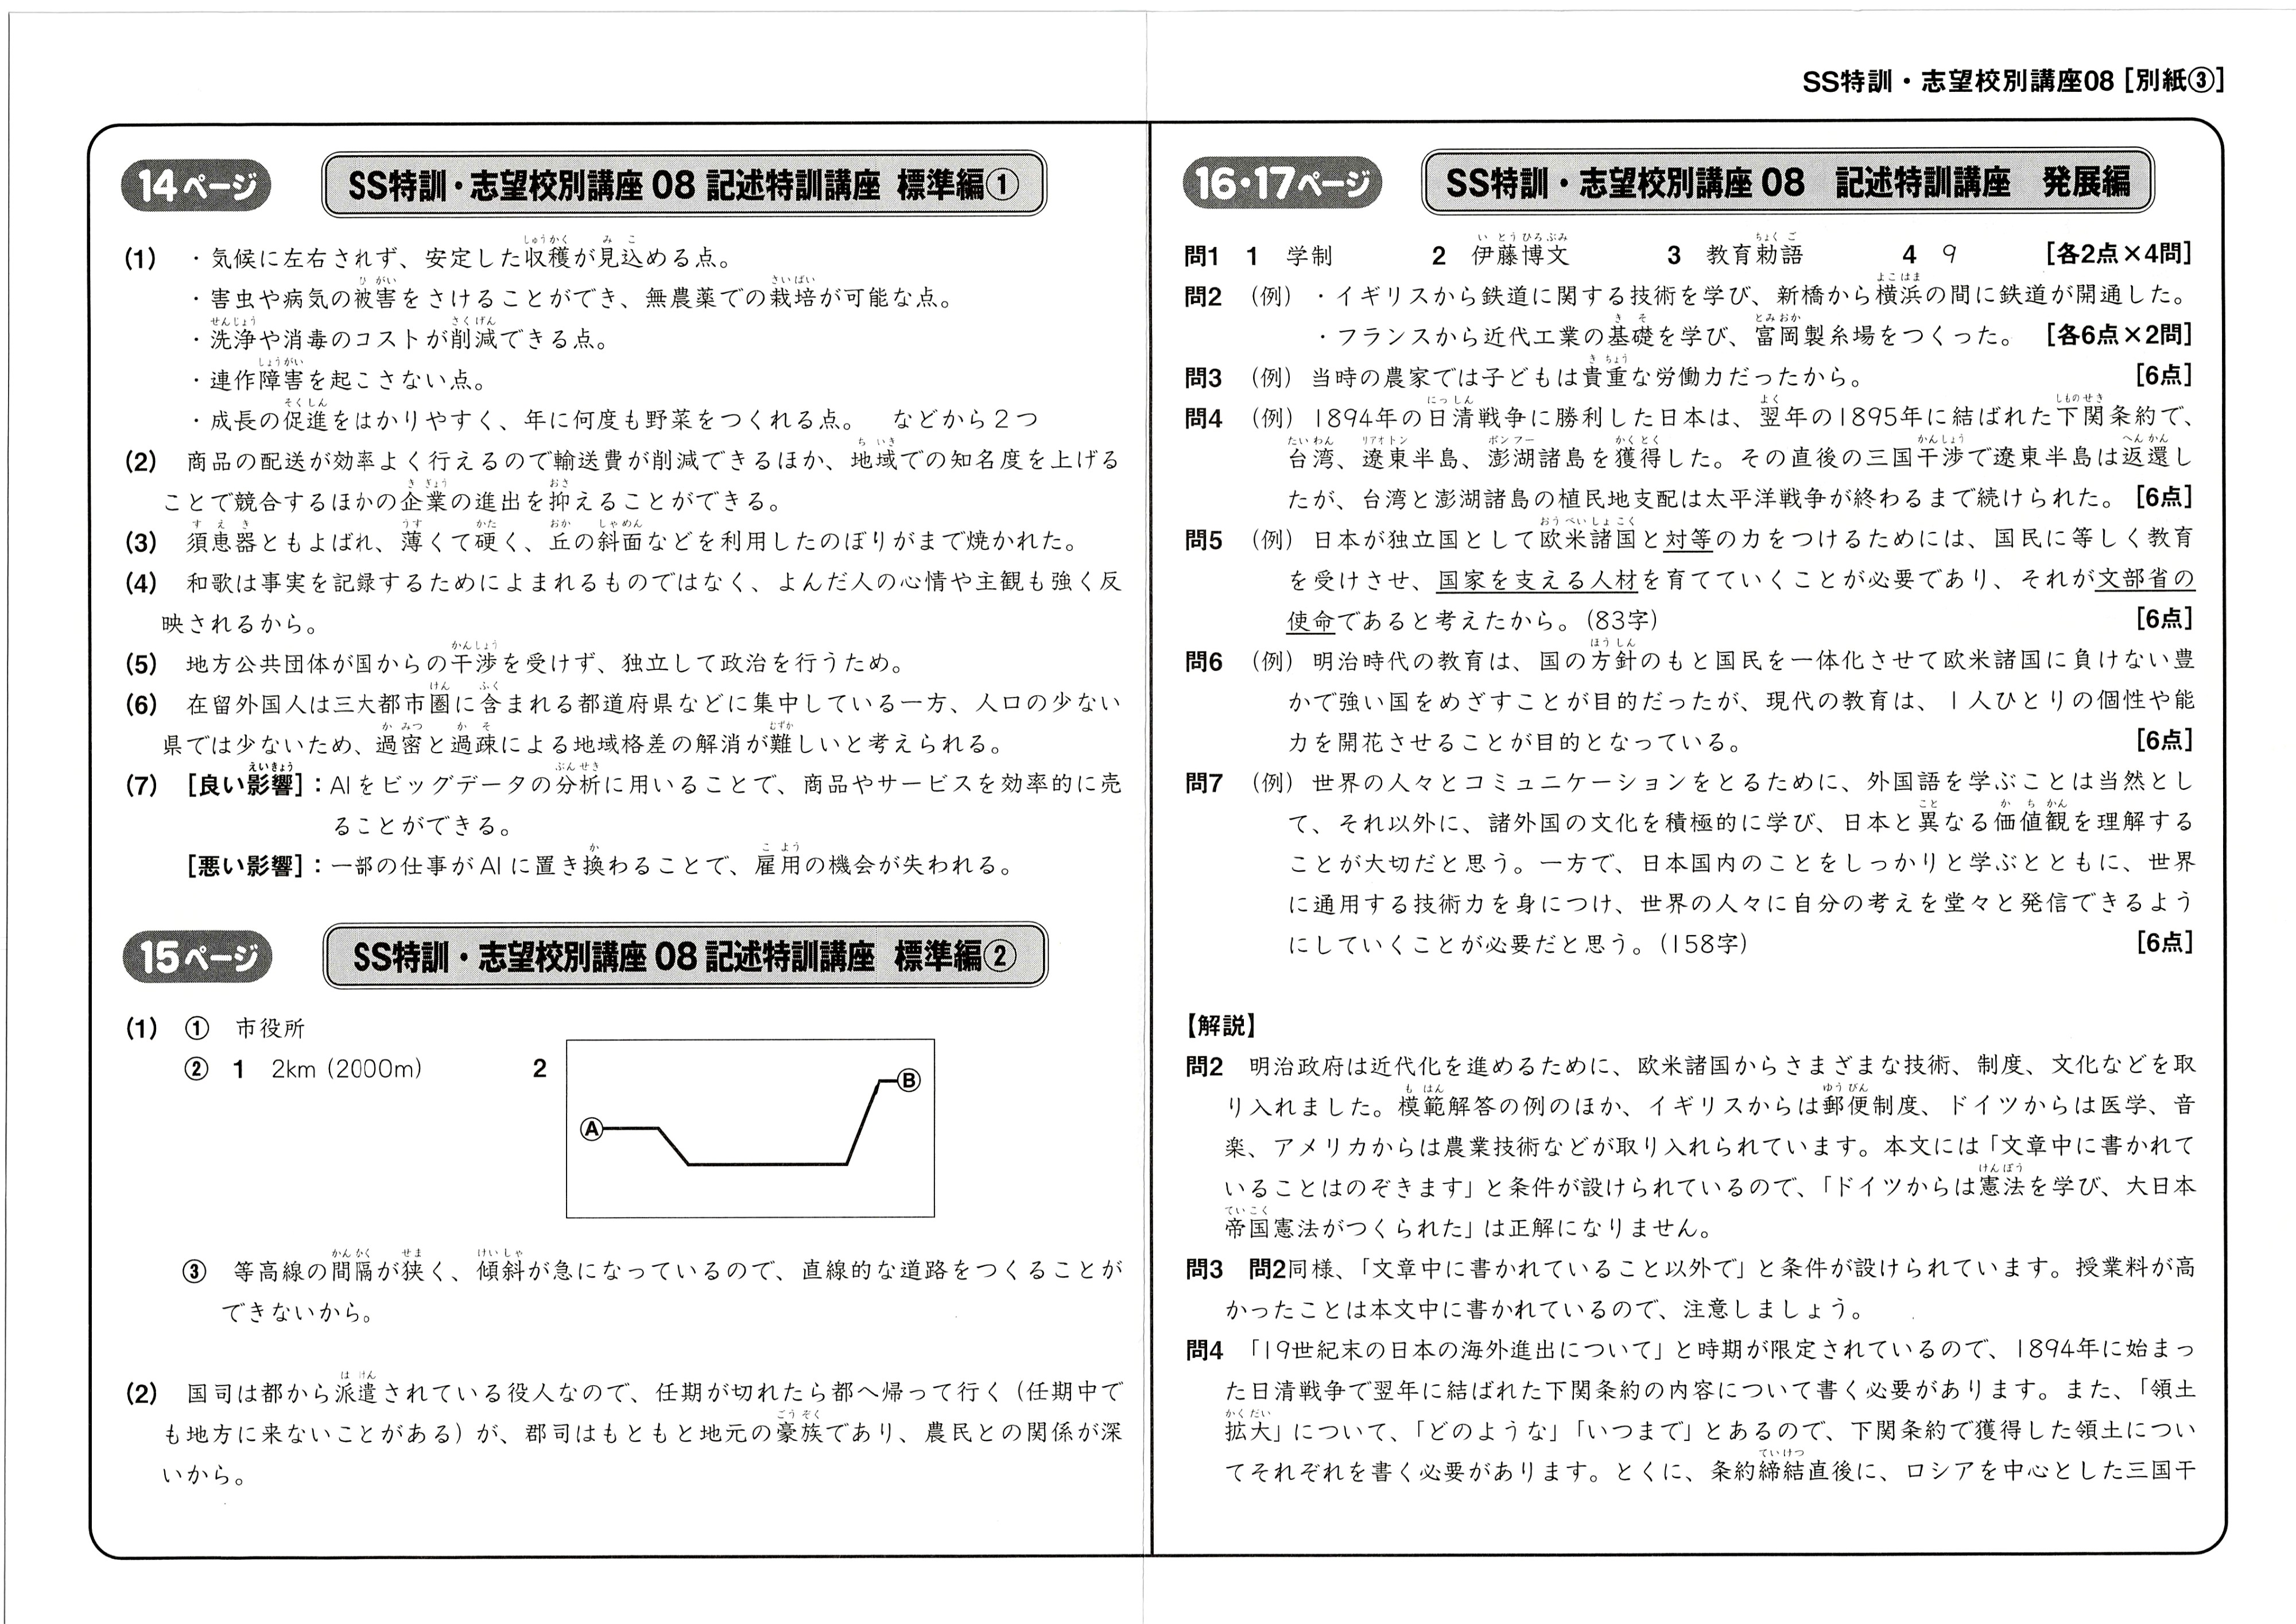 SS特訓・志望校別講座08［別紙③］
14ページ
SS特訓・志望校別講座 08 記述特訓講座 標準編①
(1) ・気候に左右されず、安定した収穫が見込める点。
・害虫や病気の被害をさけることができ、無農薬での栽培が可能な点。
・洗浄や消毒のコストが削減できる点。
・連作障害を起こさない点。
・成長の促進をはかりやすく、年に何度も野菜をつくれる点。 などから２つ
(2) 商品の配送が効率よく行えるので輸送費が削減できるほか、地域での知名度を上げる
ことで競合するほかの企業の進出を抑えることができる。
(3) 須恵器ともよばれ、薄くて硬く、丘の斜面などを利用したのぼりがまで焼かれた。
(4) 和歌は事実を記録するためによまれるものではなく、よんだ人の心情や主観も強く反
映されるから。
(5) 地方公共団体が国からの干渉を受けず、独立して政治を行うため。
(6) 在留外国人は三大都市圏に含まれる都道府県などに集中している一方、人口の少ない
県では少ないため、過密と過疎による地域格差の解消が難しいと考えられる。
(7) ［良い影響］：AIをビッグデータの分析に用いることで、商品やサービスを効率的に売
ることができる。
［悪い影響］：一部の仕事がAIに置き換わることで、雇用の機会が失われる。
15ページ
SS特訓・志望校別講座 08 記述特訓講座 標準編②
(1) ① 市役所
② 1 2km（2000m） 2
Ⓑ
Ⓐ
③ 等高線の間隔が狭く、傾斜が急になっているので、直線的な道路をつくることが
できないから。
(2) 国司は都から派遣されている役人なので、任期が切れたら都へ帰って行く（任期中で
も地方に来ないことがある）が、郡司はもともと地元の豪族であり、農民との関係が深
いから。
16・17ページ
SS特訓・志望校別講座 08 記述特訓講座 発展編
問1 1 学制 2 伊藤博文 3 教育勅語 4 9 ［各2点×4問］
問2 （例）・イギリスから鉄道に関する技術を学び、新橋から横浜の間に鉄道が開通した。
・フランスから近代工業の基礎を学び、富岡製糸場をつくった。 ［各6点×2問］
問3 （例）当時の農家では子どもは貴重な労働力だったから。 ［6点］
問4 （例）1894年の日清戦争に勝利した日本は、翌年の1895年に結ばれた下関条約で、
台湾、遼東半島、澎湖諸島を獲得した。その直後の三国干渉で遼東半島は返還し
たが、台湾と澎湖諸島の植民地支配は太平洋戦争が終わるまで続けられた。［6点］
問5 （例）日本が独立国として欧米諸国と対等の力をつけるためには、国民に等しく教育
を受けさせ、国家を支える人材を育てていくことが必要であり、それが文部省の
使命であると考えたから。（83字） ［6点］
問6 （例）明治時代の教育は、国の方針のもと国民を一体化させて欧米諸国に負けない豊
かで強い国をめざすことが目的だったが、現代の教育は、１人ひとりの個性や能
力を開花させることが目的となっている。 ［6点］
問7 （例）世界の人々とコミュニケーションをとるために、外国語を学ぶことは当然とし
て、それ以外に、諸外国の文化を積極的に学び、日本と異なる価値観を理解する
ことが大切だと思う。一方で、日本国内のことをしっかりと学ぶとともに、世界
に通用する技術力を身につけ、世界の人々に自分の考えを堂々と発信できるよう
にしていくことが必要だと思う。（158字） ［6点］
【解説】
問2 明治政府は近代化を進めるために、欧米諸国からさまざまな技術、制度、文化などを取
り入れました。模範解答の例のほか、イギリスからは郵便制度、ドイツからは医学、音
楽、アメリカからは農業技術などが取り入れられています。本文には「文章中に書かれて
いることはのぞきます」と条件が設けられているので、「ドイツからは憲法を学び、大日本
帝国憲法がつくられた」は正解になりません。
問3 問2同様、「文章中に書かれていること以外で」と条件が設けられています。授業料が高
かったことは本文中に書かれているので、注意しましょう。
問4 「19世紀末の日本の海外進出について」と時期が限定されているので、1894年に始まっ
た日清戦争で翌年に結ばれた下関条約の内容について書く必要があります。また、「領土
拡大」について、「どのような」「いつまで」とあるので、下関条約で獲得した領土につい
てそれぞれを書く必要があります。とくに、条約締結直後に、ロシアを中心とした三国干